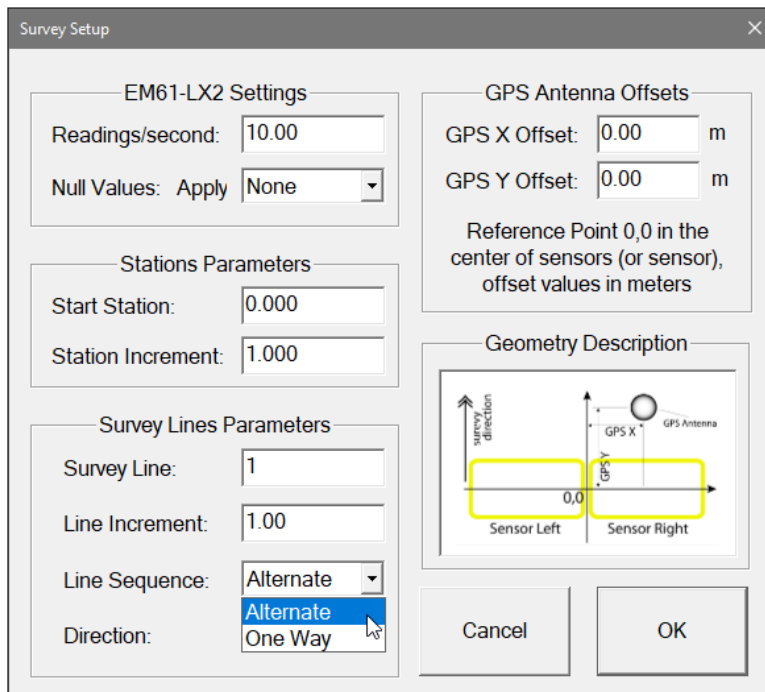 Survey Setup
EM61-LX2 Settings
Readings/second: 10.00
Null Values: Apply None
Stations Parameters
Start Station: 0.000
Station Increment: 1.000
Survey Lines Parameters
Survey Line: 1
Line Increment: 1.00
Line Sequence: Alternate
Alternate
One Way
Direction:
GPS Antenna Offsets
GPS X Offset: 0.00 m
GPS Y Offset: 0.00 m
Reference Point 0,0 in the
center of sensors (or sensor),
offset values in meters
Geometry Description
surevy
direction
GPS X
GPS Antenna
GPS Y
0,0
Sensor Left
Sensor Right
Cancel
OK